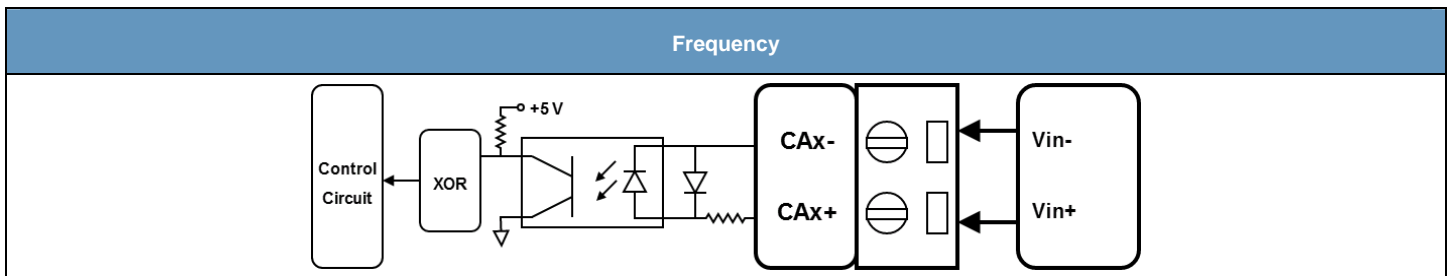 Frequency
+5 V
Control
Circuit
XOR
CAx-
CAx+
Vin-
Vin+